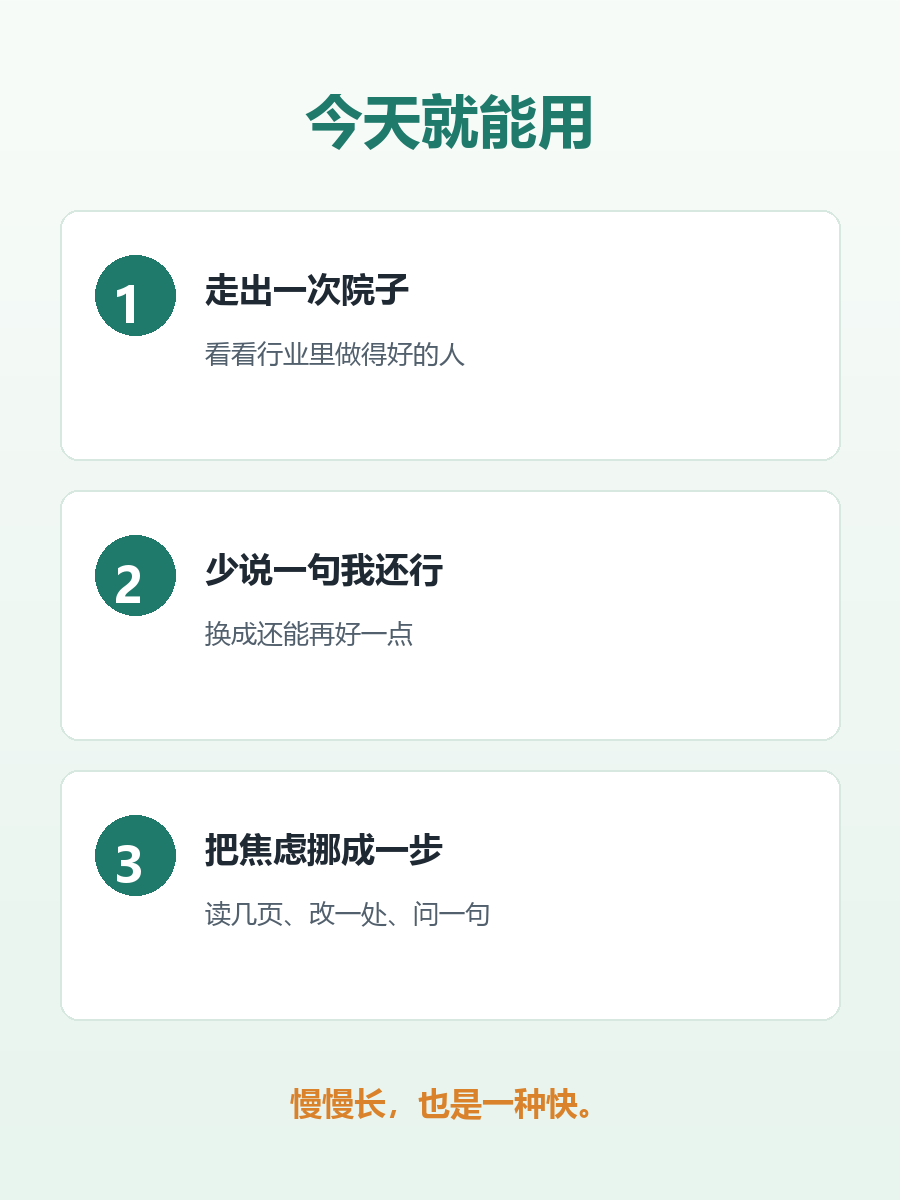 今天就能用
1
走出一次院子
看看行业里做得好的人
2
少说一句我还行
换成还能再好一点
3
把焦虑挪成一步
读几页、改一处、问一句
慢慢长，也是一种快。